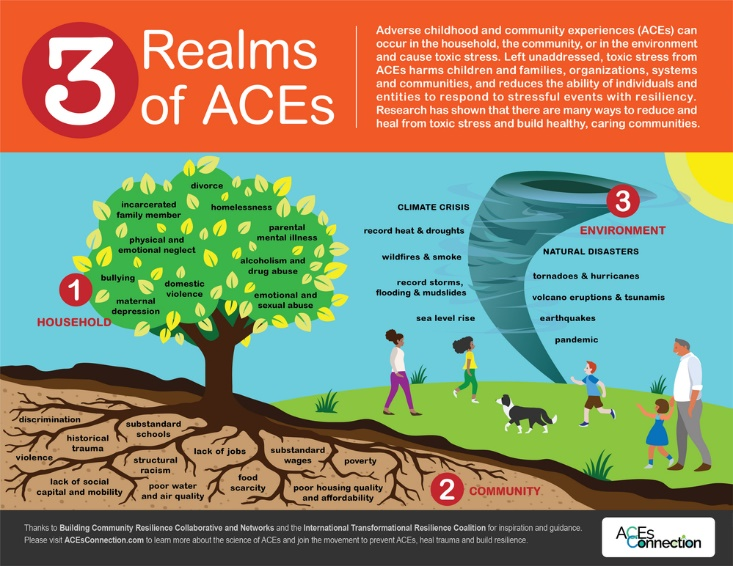 3
Realms
of ACEs
Adverse childhood and community experiences (ACEs) can
occur in the household, the community, or in the environment
and cause toxic stress. Left unaddressed, toxic stress from
ACEs harms children and families, organizations, systems
and communities, and reduces the ability of individuals and
entities to respond to stressful events with resiliency.
Research has shown that there are many ways to reduce and
heal from toxic stress and build healthy, caring communities.
divorce
incarcerated
family member
homelessness
physical and
emotional neglect
parental
mental illness
alcoholism and
drug abuse
bullying
domestic
violence
maternal
depression
emotional and
sexual abuse
1
HOUSEHOLD
CLIMATE CRISIS
record heat & droughts
wildfires & smoke
record storms,
flooding & mudslides
sea level rise
3
ENVIRONMENT
NATURAL DISASTERS
tornadoes & hurricanes
volcano eruptions & tsunamis
earthquakes
pandemic
discrimination
substandard
schools
historical
trauma
violence
structural
racism
lack of jobs
substandard
wages
poverty
lack of social
capital and mobility
poor water
and air quality
food
scarcity
poor housing quality
and affordability
2
COMMUNITY
Thanks to Building Community Resilience Collaborative and Networks and the International Transformational Resilience Coalition for inspiration and guidance.
Please visit ACEsConnection.com to learn more about the science of ACEs and join the movement to prevent ACEs, heal trauma and build resilience.
ACEs
Connection